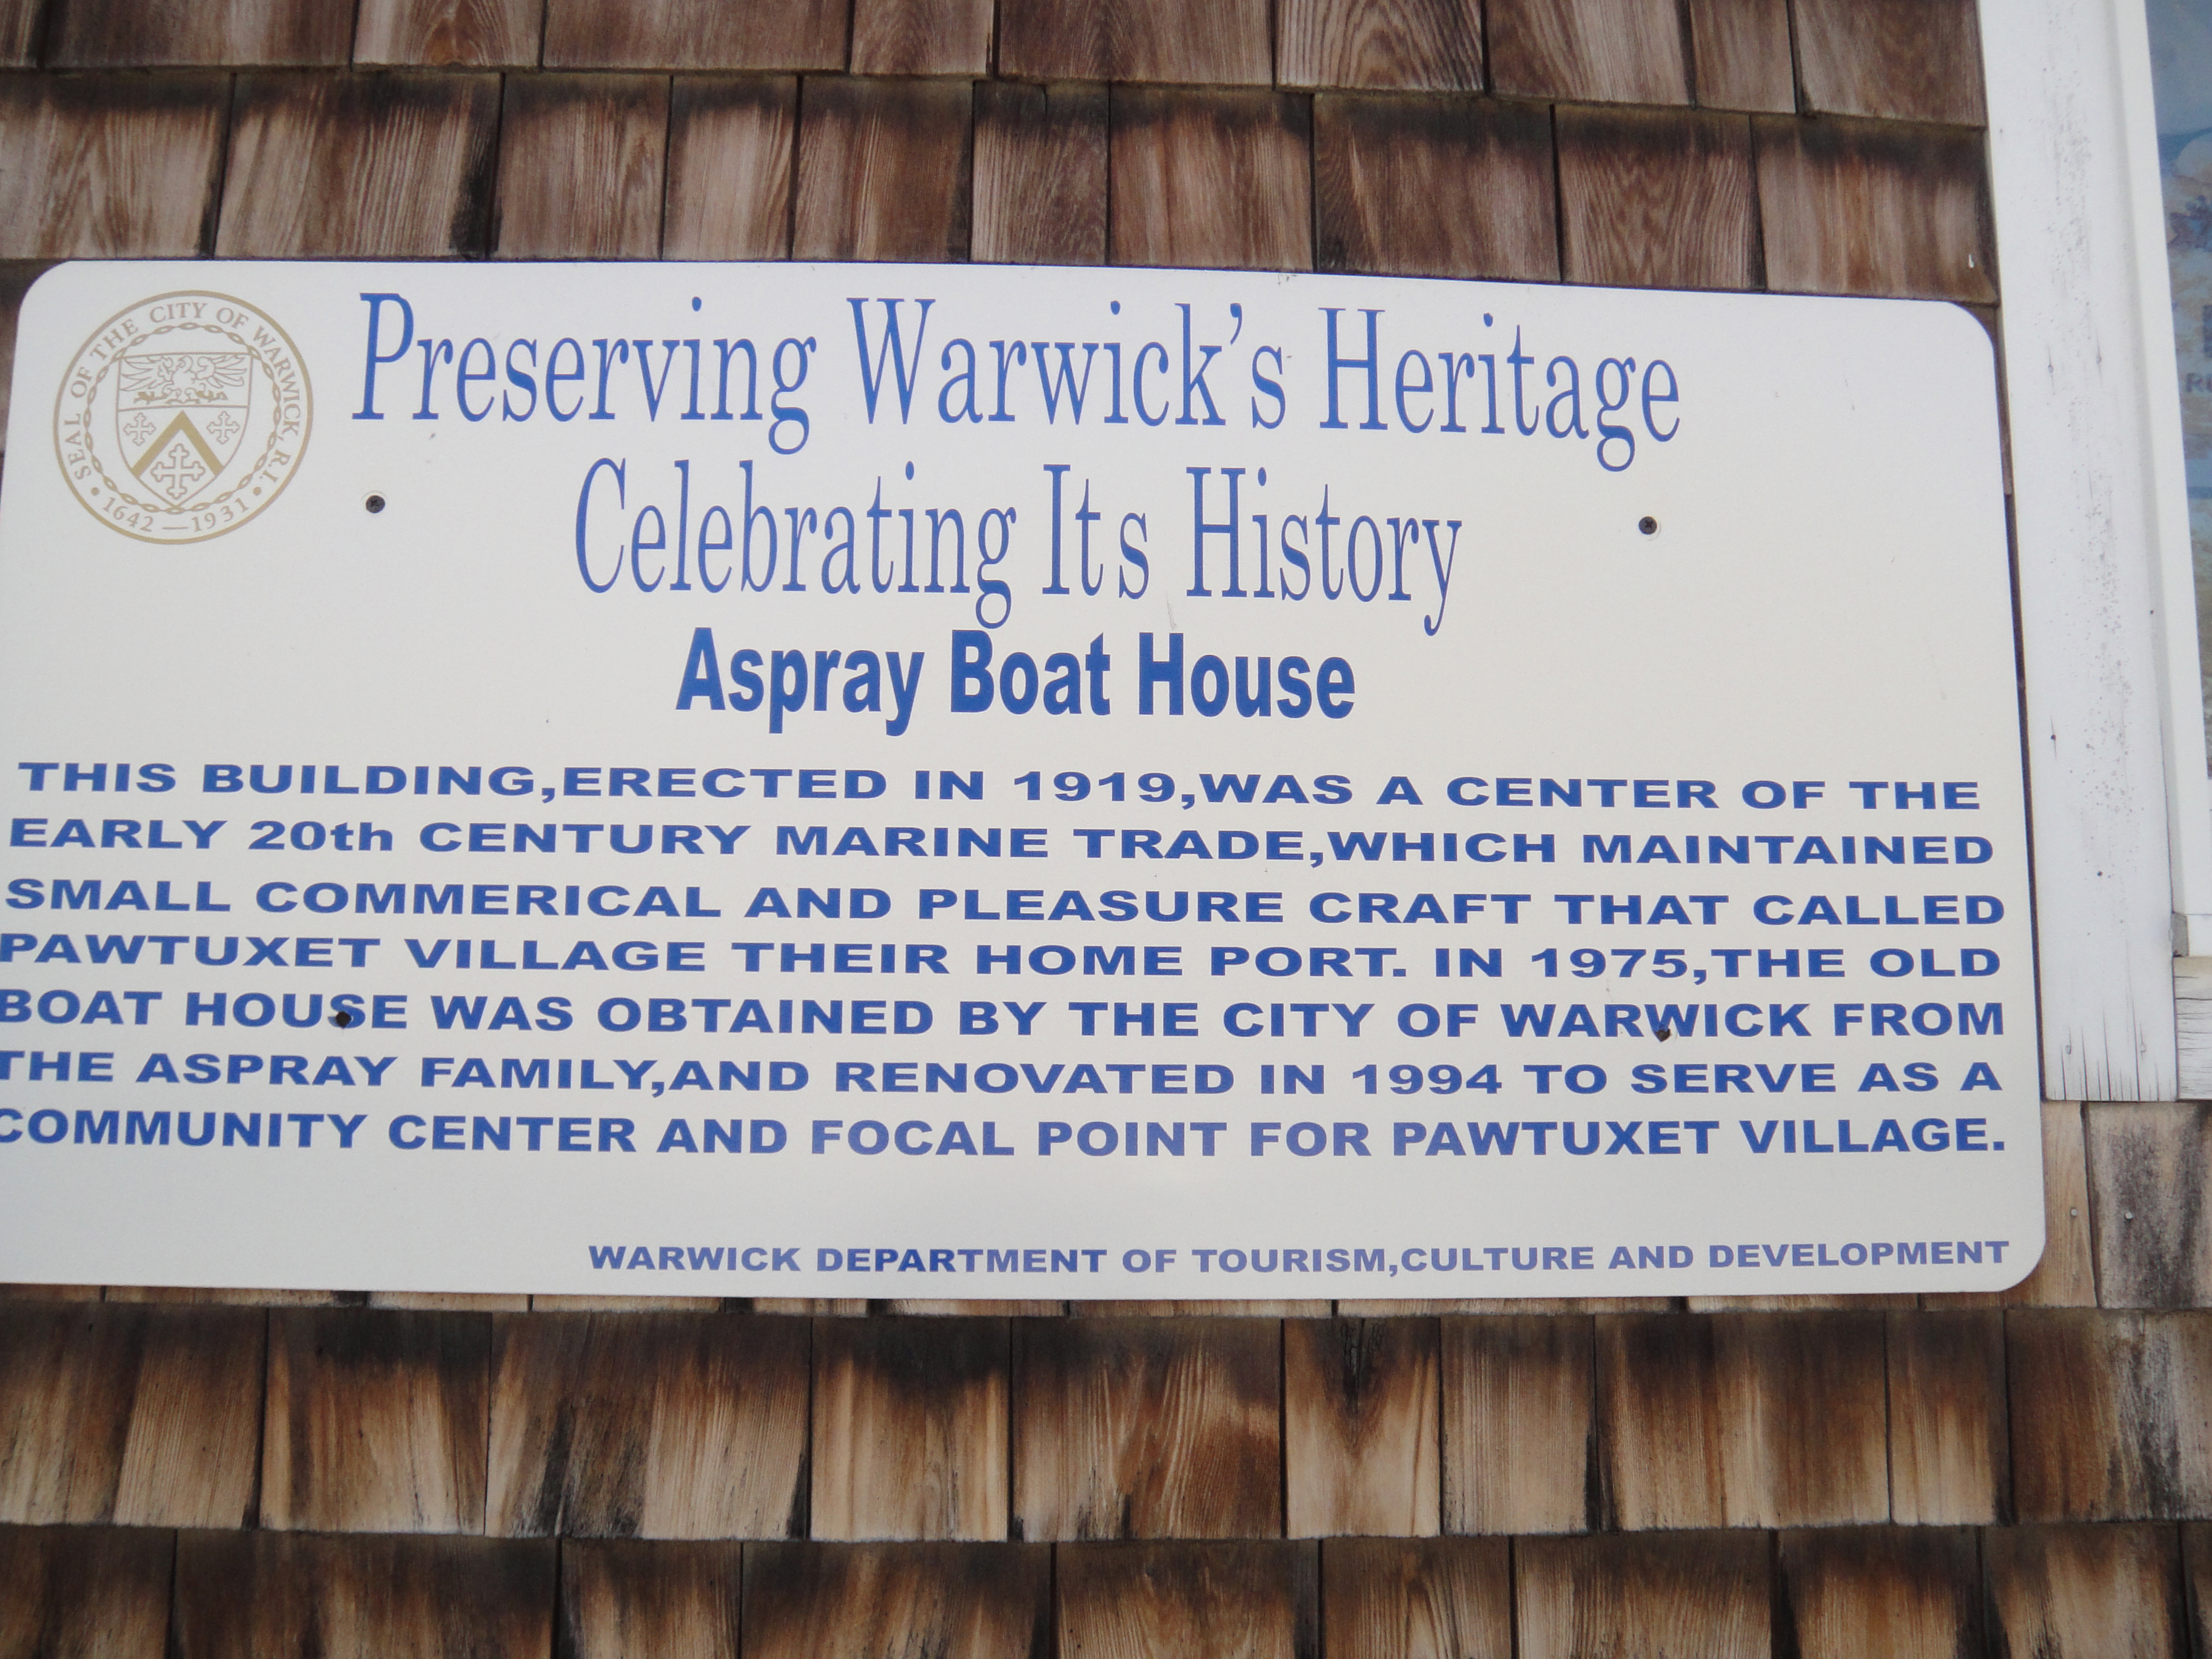 SEAL OF THE CITY OF WARWICK, R.I.
1642 — 1931
Preserving Warwick's Heritage
Celebrating Its History
Aspray Boat House
THIS BUILDING,ERECTED IN 1919,WAS A CENTER OF THE
EARLY 20th CENTURY MARINE TRADE,WHICH MAINTAINED
SMALL COMMERICAL AND PLEASURE CRAFT THAT CALLED
PAWTUXET VILLAGE THEIR HOME PORT. IN 1975,THE OLD
BOAT HOUSE WAS OBTAINED BY THE CITY OF WARWICK FROM
THE ASPRAY FAMILY,AND RENOVATED IN 1994 TO SERVE AS A
COMMUNITY CENTER AND FOCAL POINT FOR PAWTUXET VILLAGE.
WARWICK DEPARTMENT OF TOURISM,CULTURE AND DEVELOPMENT